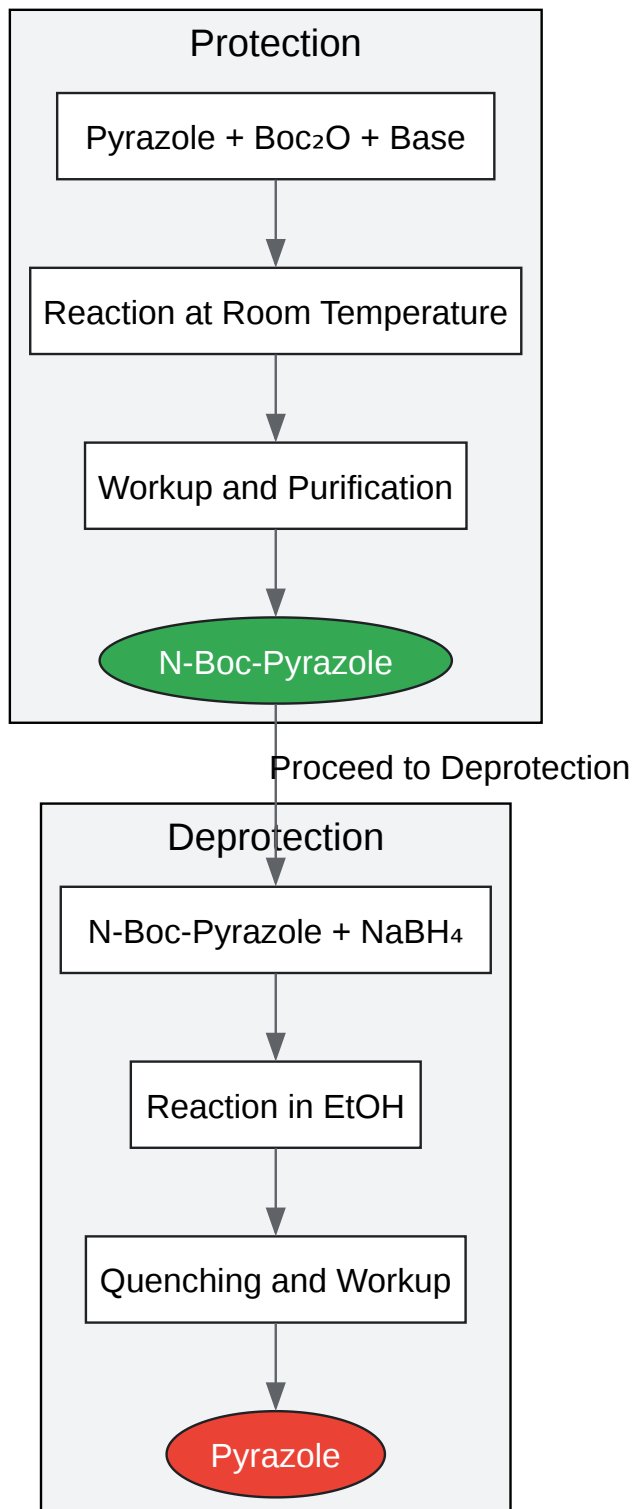 Protection
Pyrazole + Boc₂O + Base
Reaction at Room Temperature
Workup and Purification
N-Boc-Pyrazole
Proceed to Deprotection
Deprotection
N-Boc-Pyrazole + NaBH₄
Reaction in EtOH
Quenching and Workup
Pyrazole